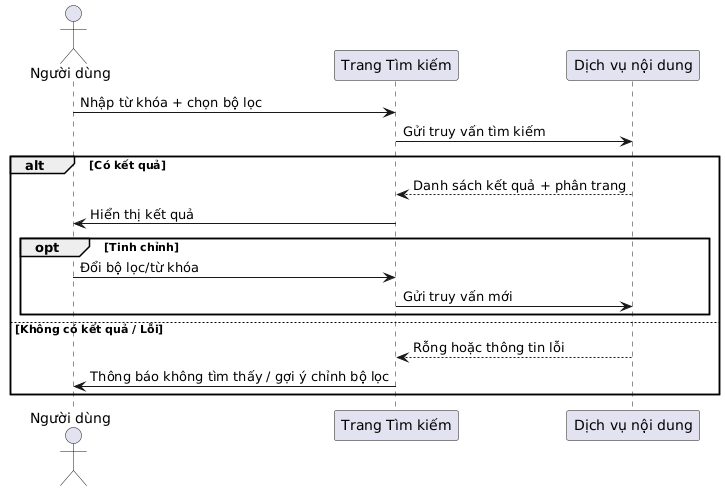 Người dùng
Trang Tìm kiếm
Dịch vụ nội dung
Nhập từ khóa + chọn bộ lọc
Gửi truy vấn tìm kiếm
alt [Có kết quả]
Danh sách kết quả + phân trang
Hiển thị kết quả
opt [Tinh chỉnh]
Đổi bộ lọc/từ khóa
Gửi truy vấn mới
[Không có kết quả / Lỗi]
Rỗng hoặc thông tin lỗi
Thông báo không tìm thấy / gợi ý chỉnh bộ lọc
Người dùng
Trang Tìm kiếm
Dịch vụ nội dung